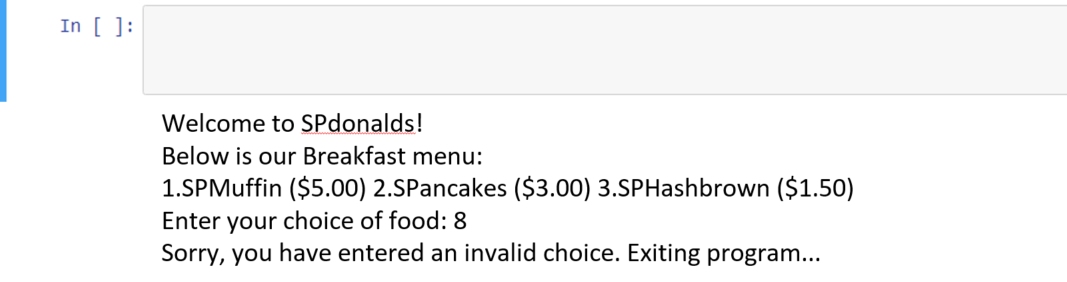 In [ ]:
Welcome to SPdonalds!
Below is our Breakfast menu:
1.SPMuffin ($5.00) 2.SPancakes ($3.00) 3.SPHashbrown ($1.50)
Enter your choice of food: 8
Sorry, you have entered an invalid choice. Exiting program...